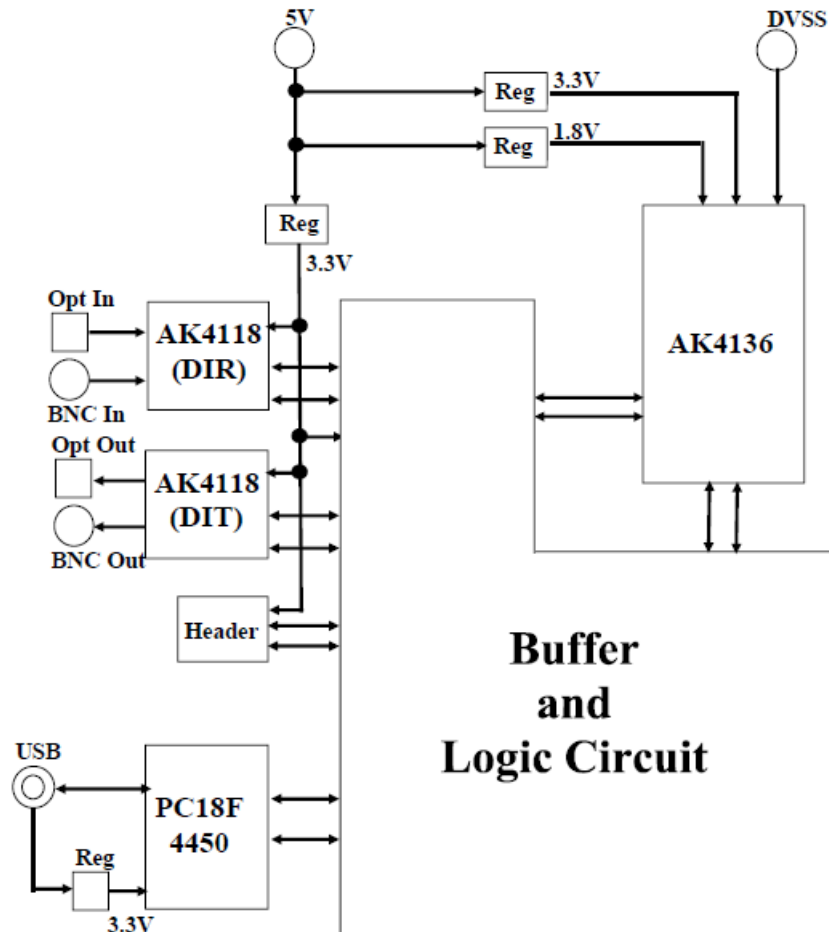 5V
DVSS
Reg
3.3V
Reg
1.8V
Reg
3.3V
Opt In
AK4118
(DIR)
BNC In
AK4136
Opt Out
AK4118
(DIT)
BNC Out
Header
Buffer
and
Logic Circuit
USB
PC18F
4450
Reg
3.3V